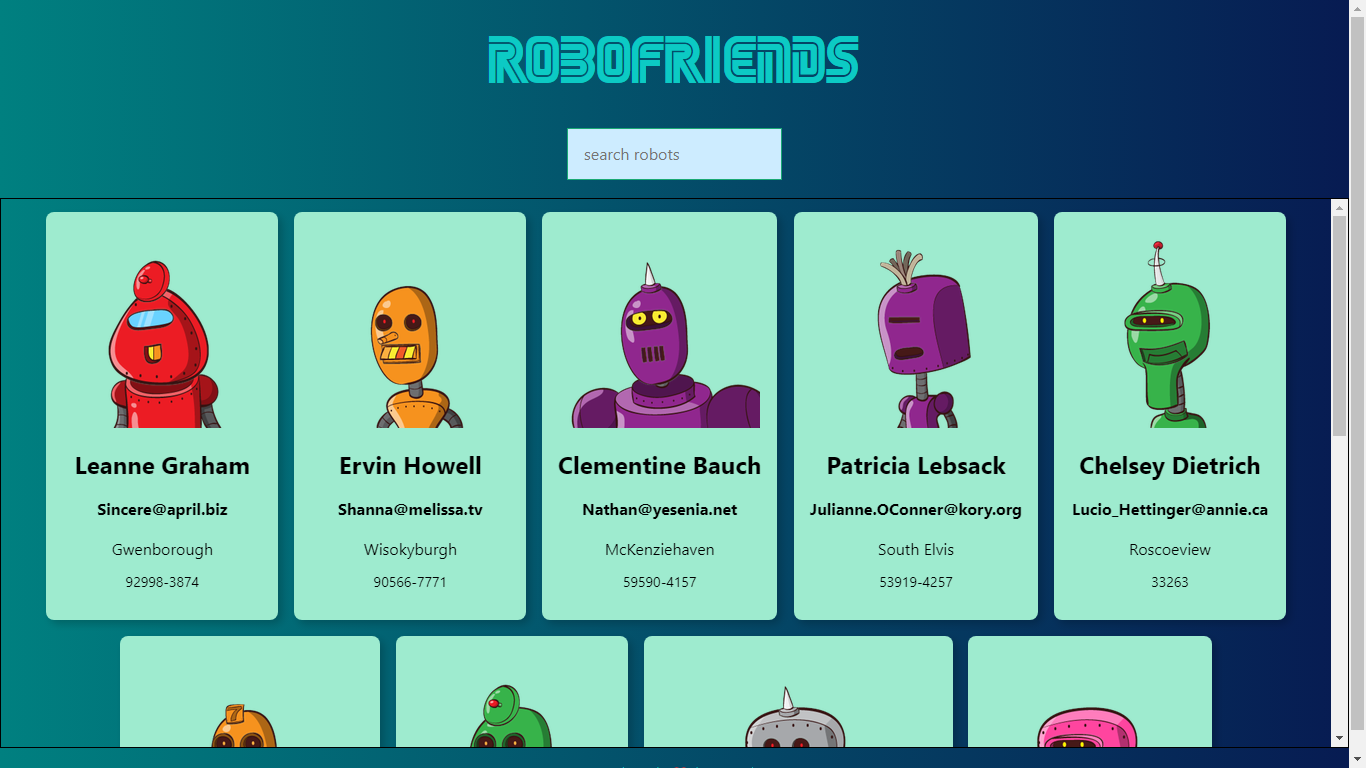 ROBOFRIENDS
search robots
Leanne Graham
Sincere@april.biz
Gwenborough
92998-3874
Ervin Howell
Shanna@melissa.tv
Wisokyburgh
90566-7771
Clementine Bauch
Nathan@yesenia.net
McKenziehaven
59590-4157
Patricia Lebsack
Julianne.OConner@kory.org
South Elvis
53919-4257
Chelsey Dietrich
Lucio_Hettinger@annie.ca
Roscoeview
33263
7